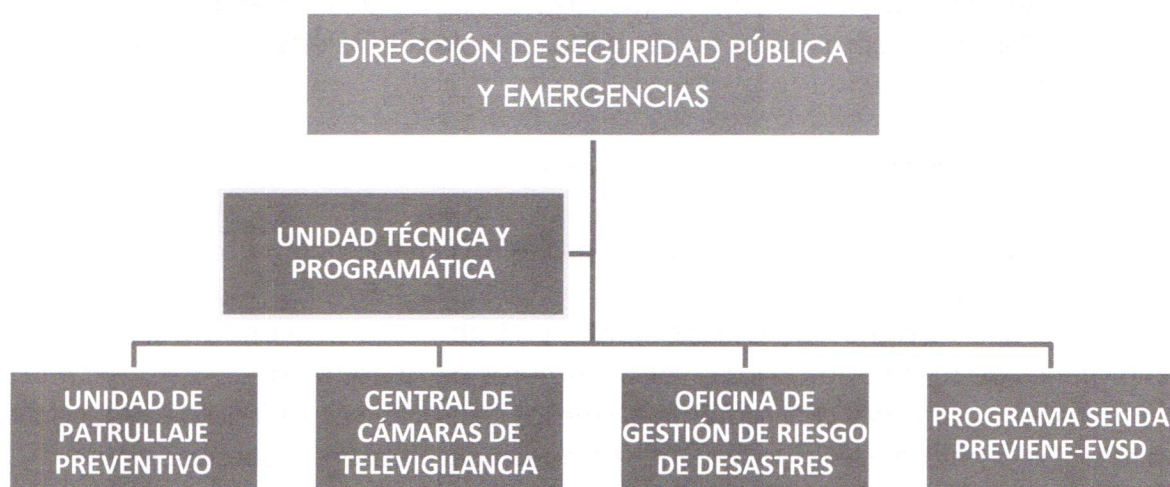 DIRECCIÓN DE SEGURIDAD PÚBLICA
Y EMERGENCIAS
UNIDAD TÉCNICA Y
PROGRAMÁTICA
UNIDAD DE
PATRULLAJE
PREVENTIVO
CENTRAL DE
CÁMARAS DE
TELEVIGILANCIA
OFICINA DE
GESTIÓN DE RIESGO
DE DESASTRES
PROGRAMA SENDA
PREVIENE-EVSD